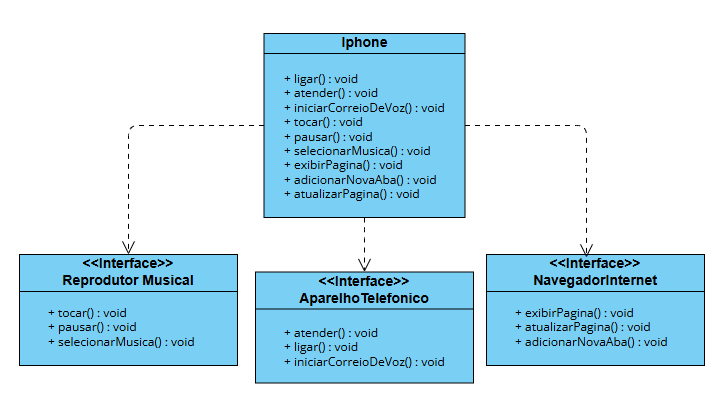 Iphone
+ ligar() : void
+ atender() : void
+ iniciarCorreioDeVoz() : void
+ tocar() : void
+ pausar() : void
+ selecionarMusica() : void
+ exibirPagina() : void
+ adicionarNovaAba() : void
+ atualizarPagina() : void
<<Interface>>
Reprodutor Musical
+ tocar() : void
+ pausar() : void
+ selecionarMusica() : void
<<Interface>>
AparelhoTelefonico
+ atender() : void
+ ligar() : void
+ iniciarCorreioDeVoz() : void
<<Interface>>
NavegadorInternet
+ exibirPagina() : void
+ atualizarPagina() : void
+ adicionarNovaAba() : void